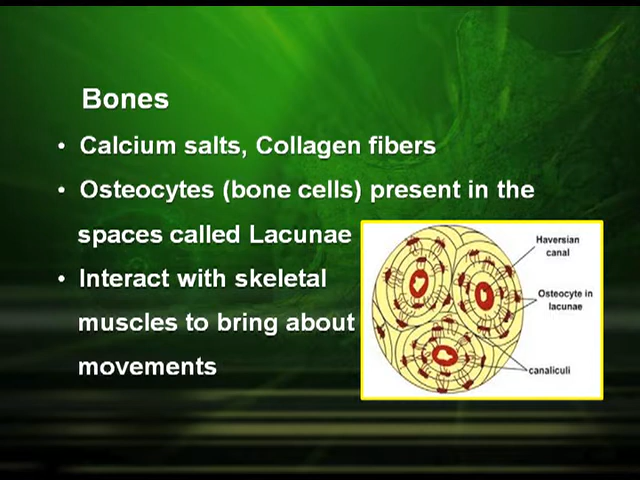 Bones
• Calcium salts, Collagen fibers
• Osteocytes (bone cells) present in the
spaces called Lacunae
• Interact with skeletal
muscles to bring about
movements
Haversian
canal
Osteocyte in
lacunae
canaliculi